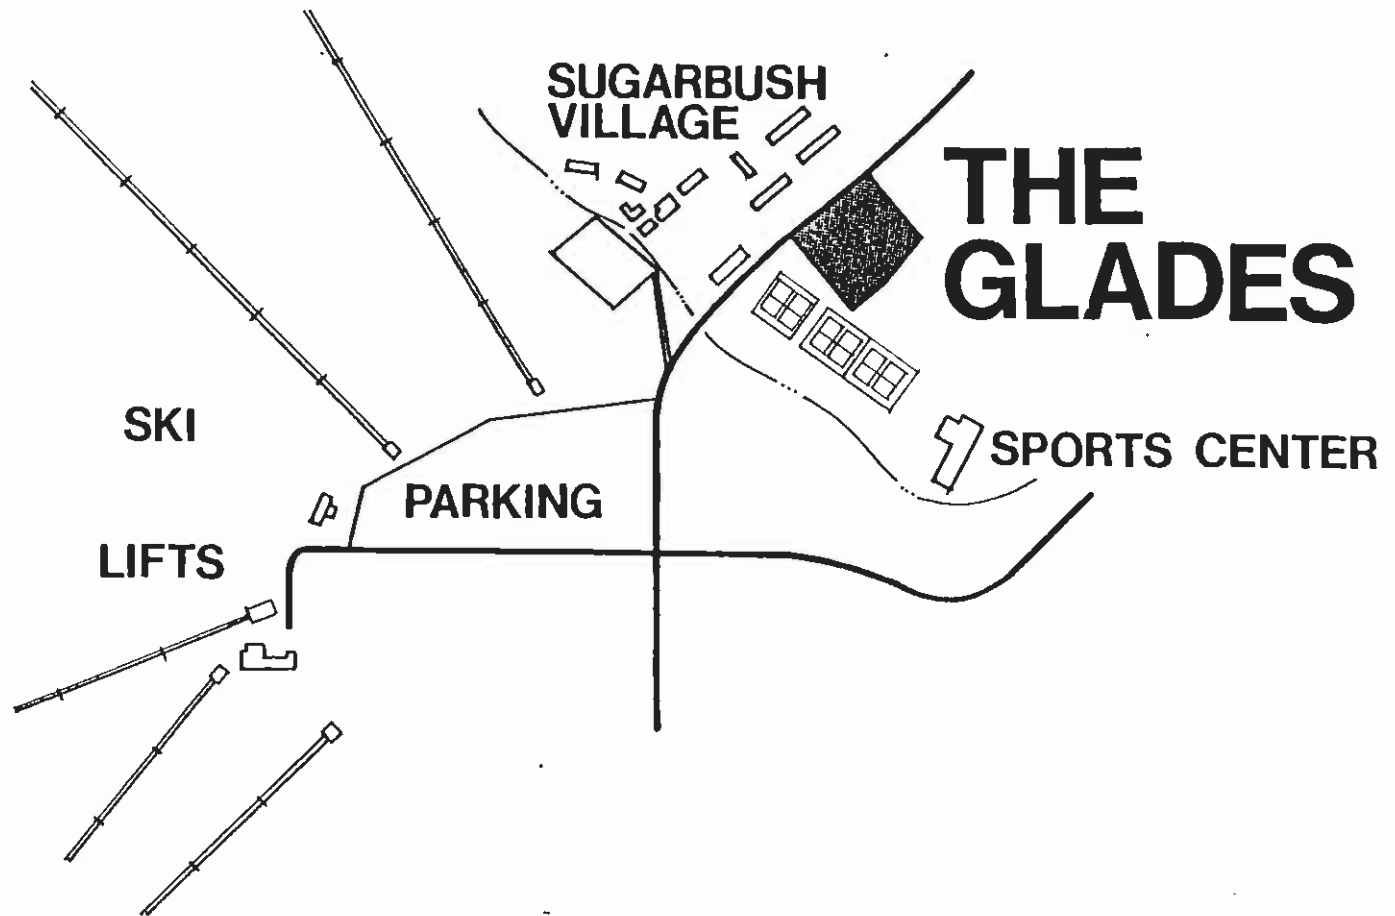 SUGARBUSH
VILLAGE
THE
GLADES
SKI
LIFTS
PARKING
SPORTS CENTER